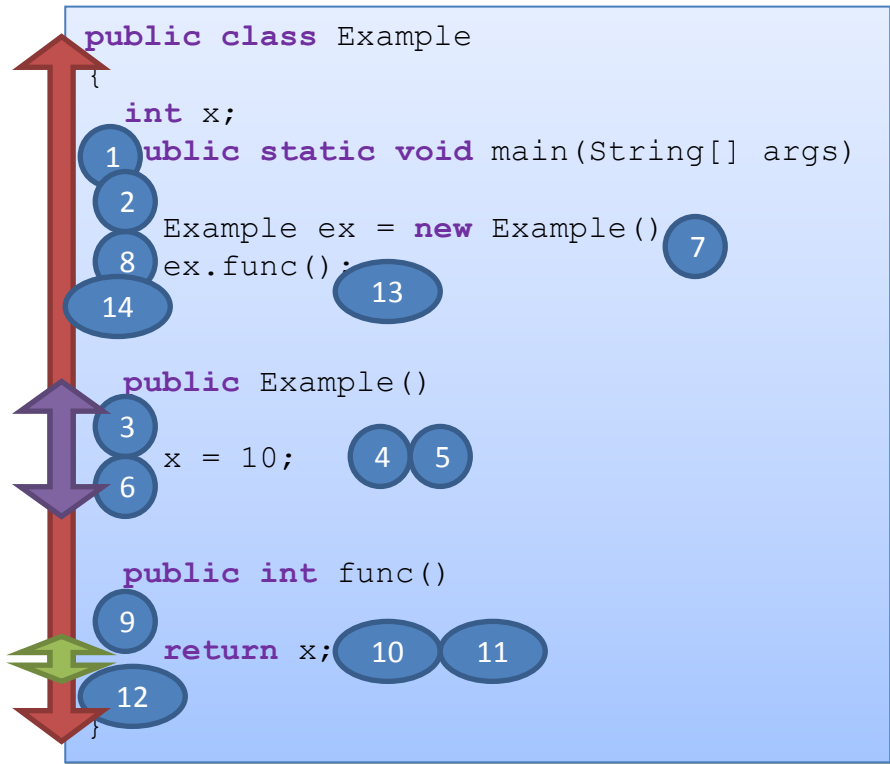 public class Example
{
int x;
1 ublic static void main(String[] args)
2
Example ex = new Example() 7
8 ex.func();
14 13
public Example()
3
x = 10; 4 5
6
public int func()
9
return x; 10 11
12
}